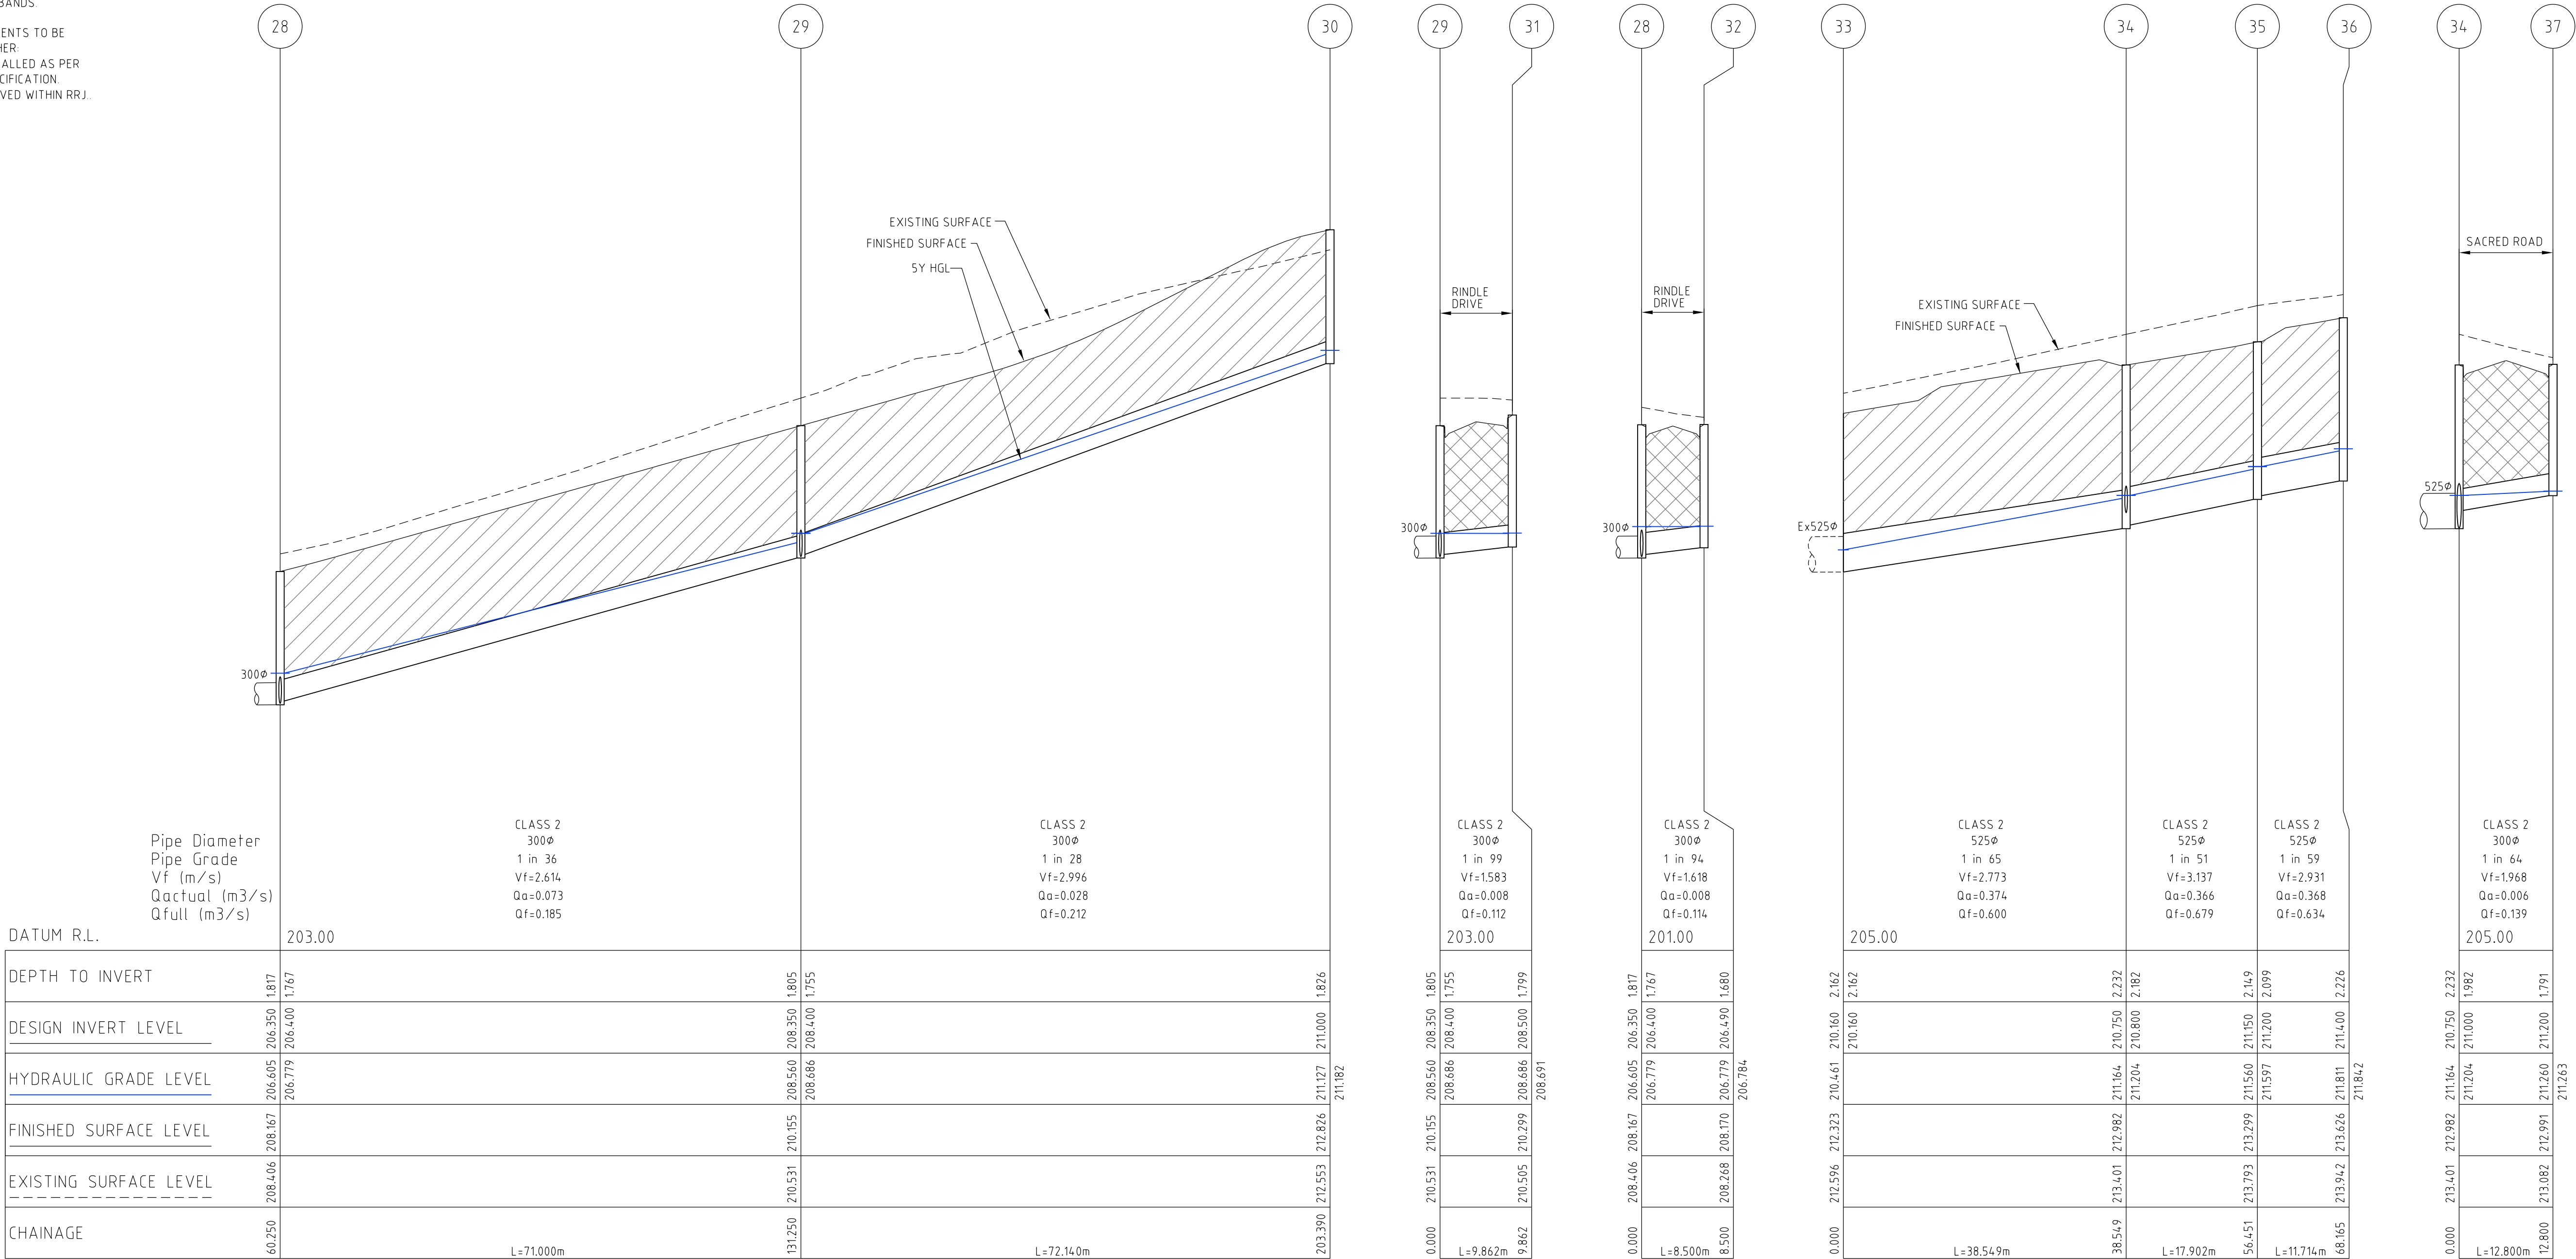 BANDS.
ENTS TO BE
HER:
ALLED AS PER
CIFICATION.
VED WITHIN RRJ..
28
29
30
29
31
28
32
33
34
35
36
34
37
EXISTING SURFACE
FINISHED SURFACE
5Y HGL
300Ø
RINDLE
DRIVE
300Ø
RINDLE
DRIVE
300Ø
EXISTING SURFACE
FINISHED SURFACE
Ex525Ø
SACRED ROAD
525Ø
Pipe Diameter
Pipe Grade
Vf (m/s)
Qactual (m3/s)
Qfull (m3/s)
CLASS 2
300Ø
1 in 36
Vf=2.614
Qa=0.073
Qf=0.185
CLASS 2
300Ø
1 in 28
Vf=2.996
Qa=0.028
Qf=0.212
CLASS 2
300Ø
1 in 99
Vf=1.583
Qa=0.008
Qf=0.112
CLASS 2
300Ø
1 in 94
Vf=1.618
Qa=0.008
Qf=0.114
CLASS 2
525Ø
1 in 65
Vf=2.773
Qa=0.374
Qf=0.600
CLASS 2
525Ø
1 in 51
Vf=3.137
Qa=0.366
Qf=0.679
CLASS 2
525Ø
1 in 59
Vf=2.931
Qa=0.368
Qf=0.634
CLASS 2
300Ø
1 in 64
Vf=1.968
Qa=0.006
Qf=0.139
DATUM R.L. 203.00 203.00 201.00 205.00 205.00
DEPTH TO INVERT 1.817 1.767 1.805 1.755 1.826 1.805 1.755 1.799 1.817 1.767 1.680 2.162 2.162 2.232 2.182 2.149 2.099 2.226 2.232 1.982 1.791
DESIGN INVERT LEVEL 206.350 206.400 208.350 208.400 211.000 208.350 208.400 208.500 206.350 206.400 206.490 210.160 210.160 210.750 210.800 211.150 211.200 211.400 210.750 211.000 211.200
HYDRAULIC GRADE LEVEL 206.605 206.779 208.560 208.686 211.127 211.182 208.560 208.686 208.686 208.691 206.605 206.779 206.779 206.784 210.461 211.164 211.204 211.560 211.597 211.811 211.842 211.164 211.204 211.260 211.263
FINISHED SURFACE LEVEL 208.167 210.155 212.826 210.155 210.299 208.167 208.170 212.323 212.982 213.299 213.626 212.982 212.991
EXISTING SURFACE LEVEL 208.406 210.531 212.553 210.531 210.505 208.406 208.268 212.596 213.401 213.793 213.942 213.401 213.082
CHAINAGE 60.250 L=71.000m 131.250 L=72.140m 203.390 0.000 L=9.862m 9.862 0.000 L=8.500m 8.500 0.000 L=38.549m 38.549 L=17.902m 56.451 L=11.714m 68.165 0.000 L=12.800m 12.800